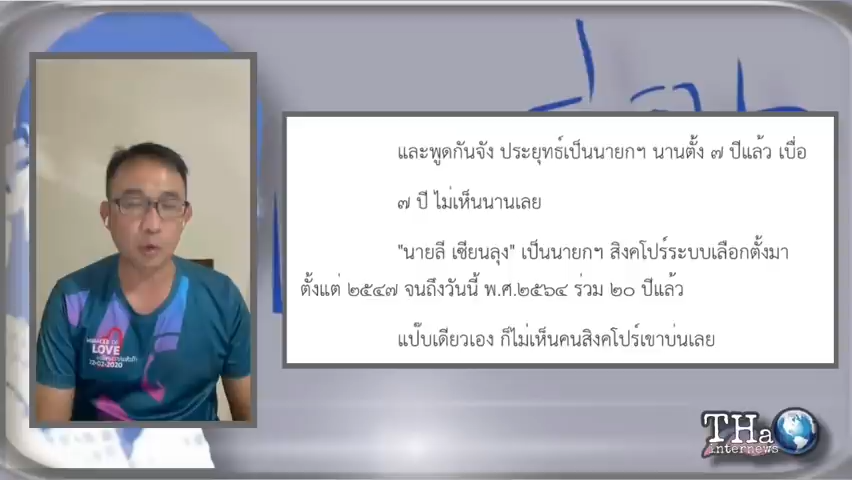 และพูดกันจัง ประยุทธ์เป็นนายกฯ นานตั้ง ๗ ปีแล้ว เบื่อ
๗ ปี ไม่เห็นนานเลย
"นายลี เซียนลุง" เป็นนายกฯ สิงคโปร์ระบบเลือกตั้งมา
ตั้งแต่ ๒๕๔๗ จนถึงวันนี้ พ.ศ.๒๕๖๔ ร่วม ๒๐ ปีแล้ว
แป๊บเดียวเอง ก็ไม่เห็นคนสิงคโปร์เขาบ่นเลย
LOVE
THa
internews